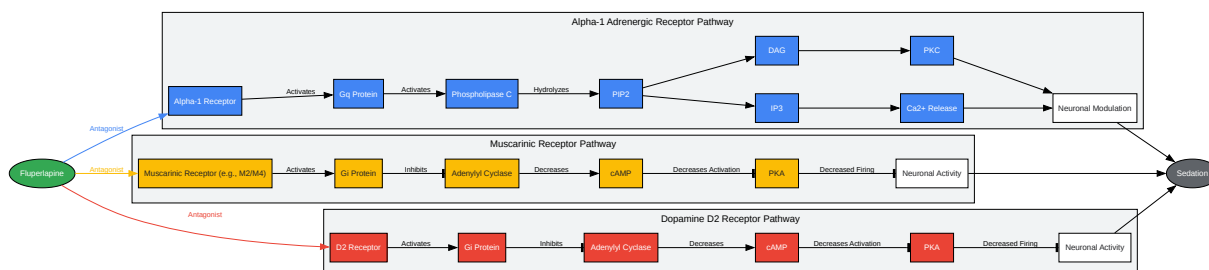 Alpha-1 Adrenergic Receptor Pathway
DAG
PKC
Alpha-1 Receptor
Activates
Gq Protein
Activates
Phospholipase C
Hydrolyzes
PIP2
IP3
Ca2+ Release
Neuronal Modulation
Antagonist
Muscarinic Receptor Pathway
Fluperlapine
Antagonist
Muscarinic Receptor (e.g., M2/M4)
Activates
Gi Protein
Inhibits
Adenylyl Cyclase
Decreases
cAMP
Decreases Activation
PKA
Decreased Firing
Neuronal Activity
Sedation
Antagonist
Dopamine D2 Receptor Pathway
D2 Receptor
Activates
Gi Protein
Inhibits
Adenylyl Cyclase
Decreases
cAMP
Decreases Activation
PKA
Decreased Firing
Neuronal Activity